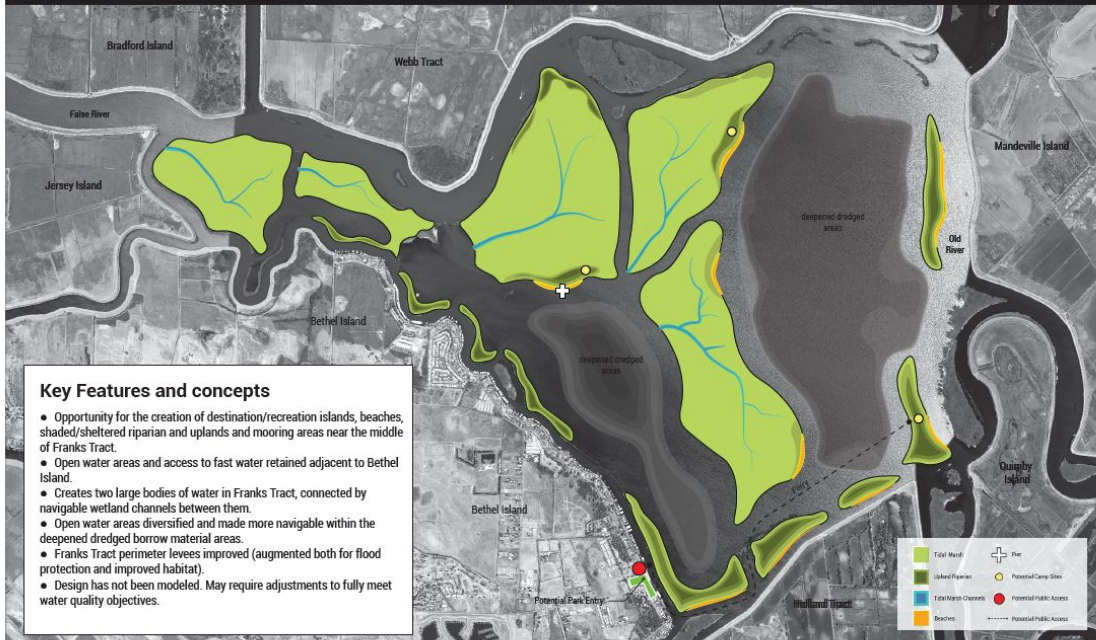 Bradford Island
Webb Tract
False River
Mandeville Island
Jersey Island
deepened dredged
areas
Old
River
Bethel Island
deepened dredged
areas
Key Features and concepts
● Opportunity for the creation of destination/recreation islands, beaches,
shaded/sheltered riparian and uplands and mooring areas near the middle
of Franks Tract.
● Open water areas and access to fast water retained adjacent to Bethel
Island.
● Creates two large bodies of water in Franks Tract, connected by
navigable wetland channels between them.
● Open water areas diversified and made more navigable within the
deepened dredged borrow material areas.
● Franks Tract perimeter levees improved (augmented both for flood
protection and improved habitat).
● Design has not been modeled. May require adjustments to fully meet
water quality objectives.
Quimby
Island
Ferry
Bethel Island
Potential Park Entry
Holland Tract
Tidal Marsh
Pier
Upland Riparian
Potential Camp Sites
Tidal Marsh Channels
Potential Public Access
Beaches
Potential Public Access